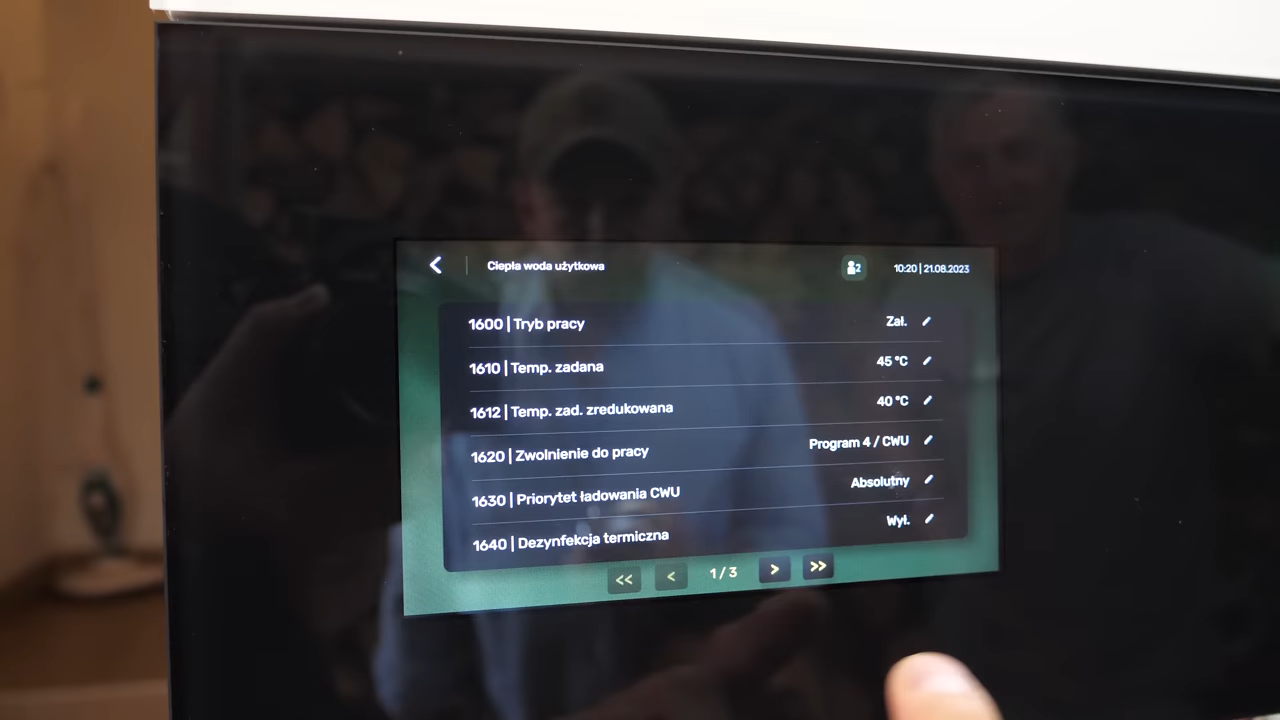 Ciepła woda użytkowa
2
10:20 | 21.08.2023
1600 | Tryb pracy Zał.
1610 | Temp. zadana 45 °C
1612 | Temp. zad. zredukowana 40 °C
1620 | Zwolnienie do pracy Program 4 / CWU
1630 | Priorytet ładowania CWU Absolutny
1640 | Dezynfekcja termiczna Wył.
<< < 1 / 3 > >>